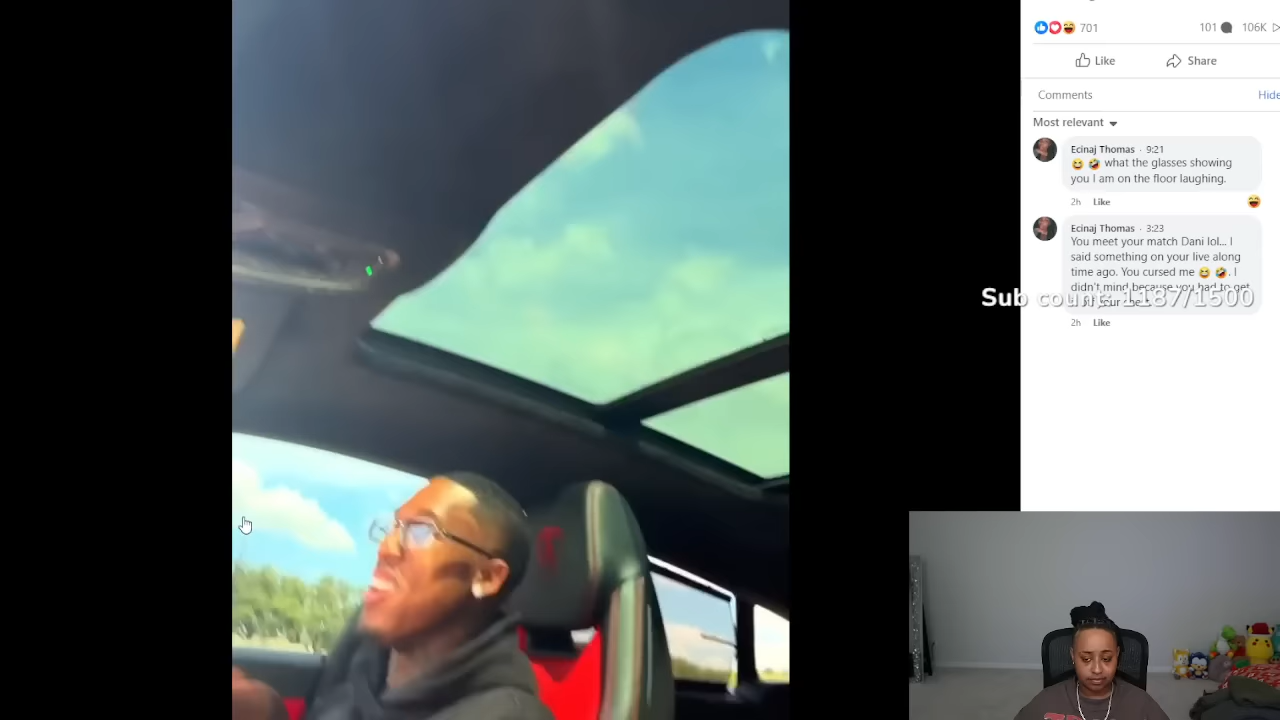 701
101
106K
Like
Share
Comments
Hide
Most relevant
Ecinaj Thomas · 9:21
😂 🤣 what the glasses showing
you I am on the floor laughing.
2h Like
Ecinaj Thomas · 3:23
You meet your match Dani lol... I
said something on your live along
time ago. You cursed me 😂 🤣. I
didn't mind because you had to get
2h Like
Sub count: 1187/1500